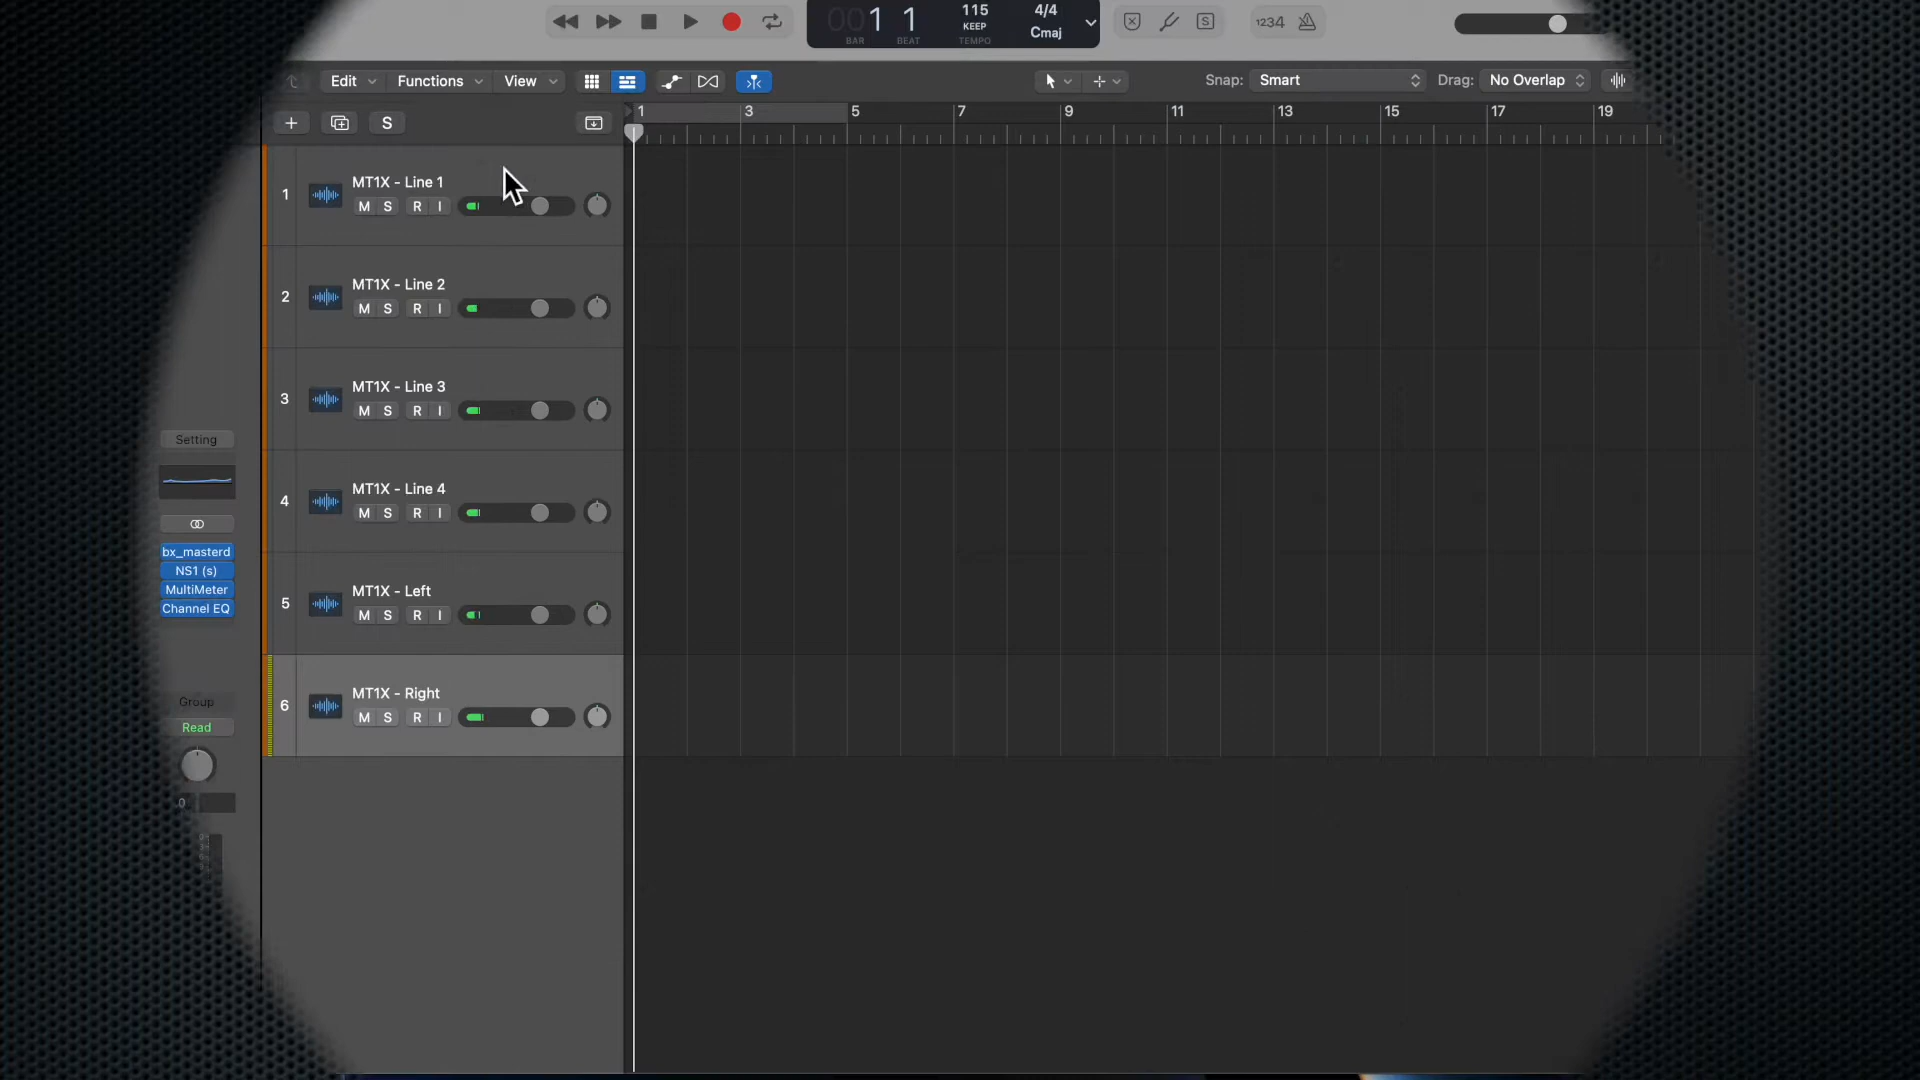 001 1
BAR BEAT
115
KEEP
TEMPO
4/4
Cmaj
S
1234
Edit Functions View Snap: Smart Drag: No Overlap
S
1 3 5 7 9 11 13 15 17 19
1 MT1X - Line 1
M S R I
2 MT1X - Line 2
M S R I
3 MT1X - Line 3
M S R I
4 MT1X - Line 4
M S R I
5 MT1X - Left
M S R I
6 MT1X - Right
M S R I
Setting
bx_masterd
NS1 (s)
MultiMeter
Channel EQ
Group
Read